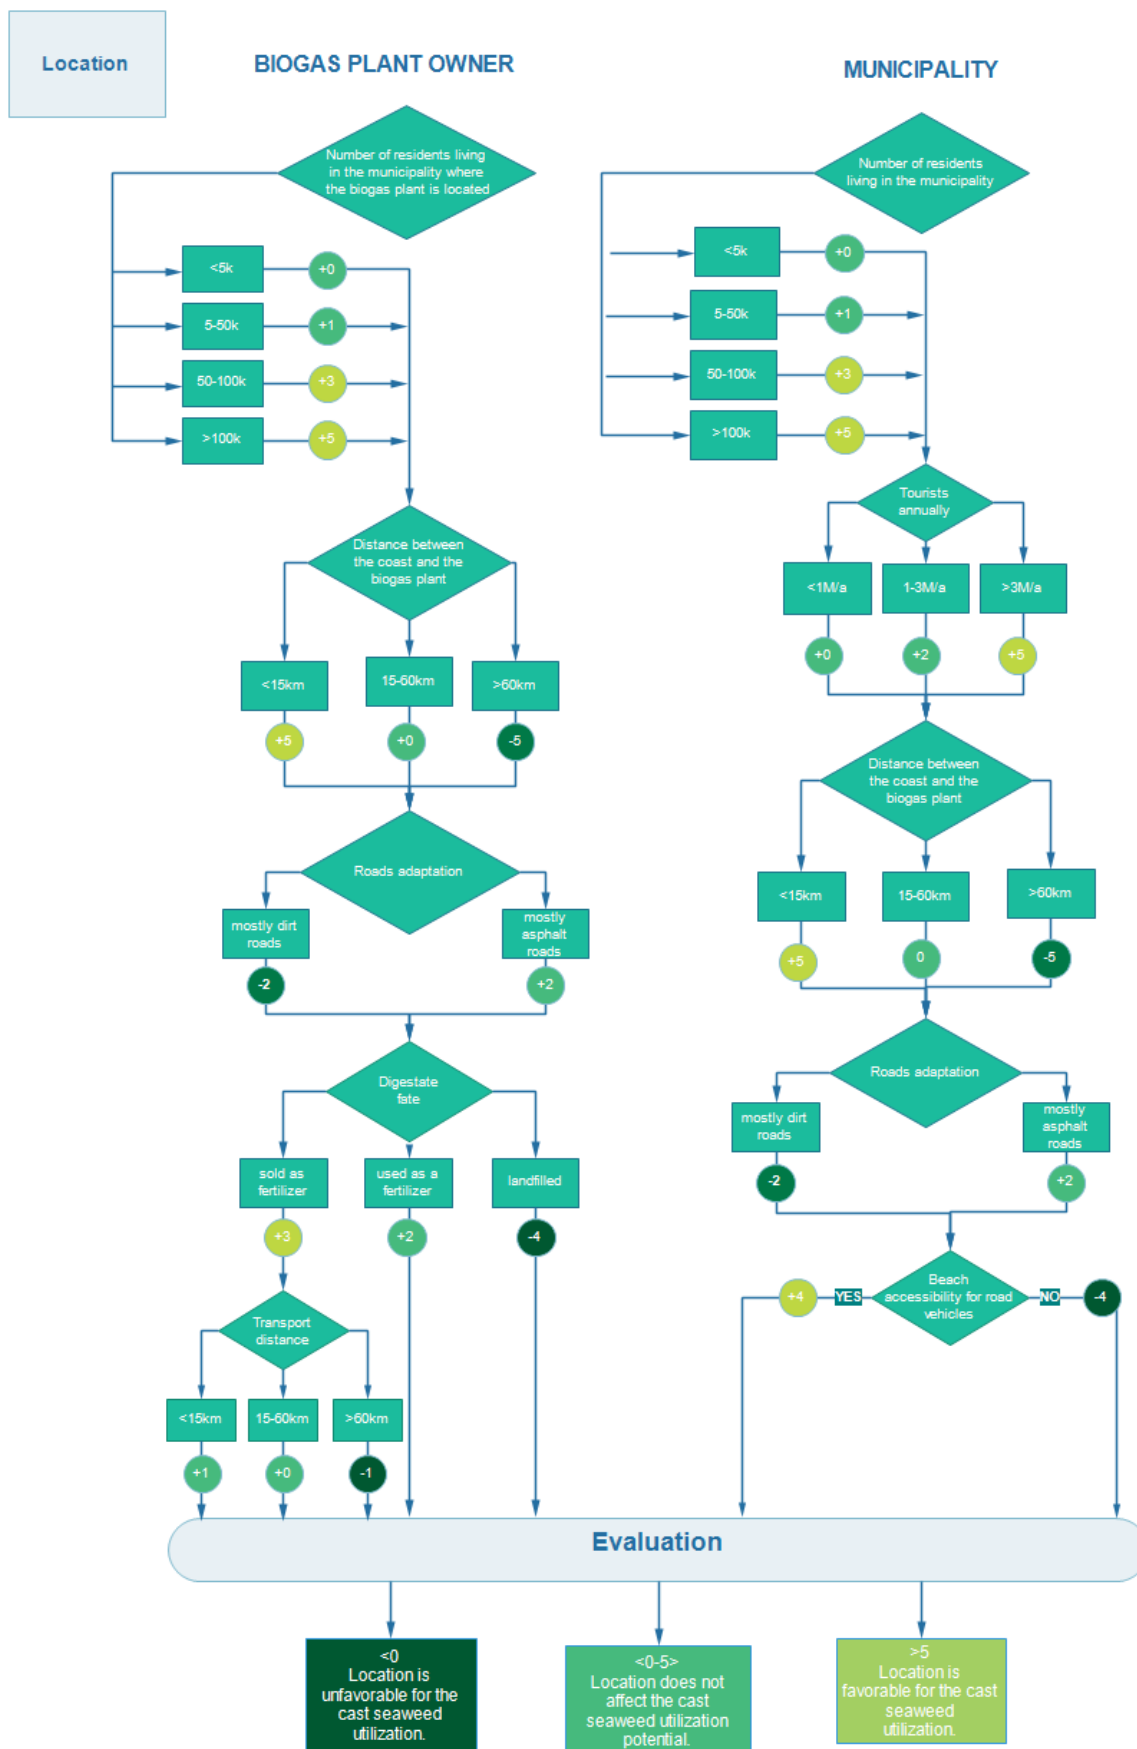 Location
BIOGAS PLANT OWNER
Number of residents living
in the municipality where
the biogas plant is located
<5k
+0
5-50k
+1
50-100k
+3
>100k
+5
Distance between
the coast and the
biogas plant
<15km
15-60km
>60km
+5
+0
-5
Roads adaptation
mostly dirt
roads
mostly
asphalt
roads
-2
+2
Digestate
fate
sold as
fertilizer
used as a
fertilizer
landfilled
+3
+2
-4
Transport
distance
<15km
15-60km
>60km
+1
+0
-1
MUNICIPALITY
Number of residents
living in the municipality
<5k
+0
5-50k
+1
50-100k
+3
>100k
+5
Tourists
annually
<1M/a
1-3M/a
>3M/a
+0
+2
+5
Distance between
the coast and the
biogas plant
<15km
15-60km
>60km
+5
0
-5
Roads adaptation
mostly dirt
roads
mostly
asphalt
roads
-2
+2
Beach
accessibility for road
vehicles
+4
YES
NO
-4
Evaluation
<0
Location is
unfavorable for the
cast seaweed
utilization.
<0-5>
Location does not
affect the cast
seaweed utilization
potential.
>5
Location is
favorable for the cast
seaweed
utilization.